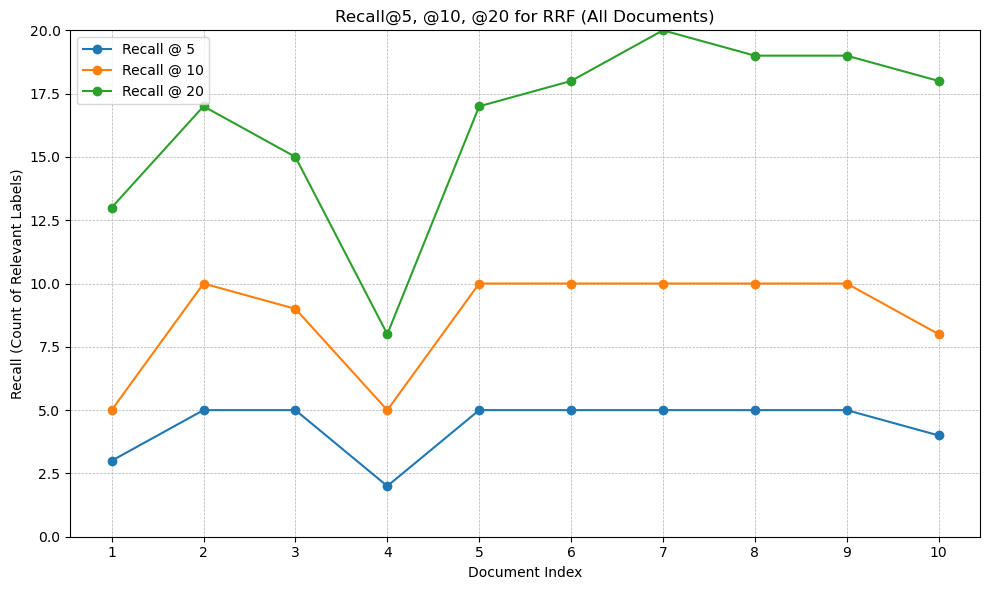 Recall@5, @10, @20 for RRF (All Documents)
Recall @ 5
Recall @ 10
Recall @ 20
Recall (Count of Relevant Labels)
20.0
17.5
15.0
12.5
10.0
7.5
5.0
2.5
0.0
1 2 3 4 5 6 7 8 9 10
Document Index